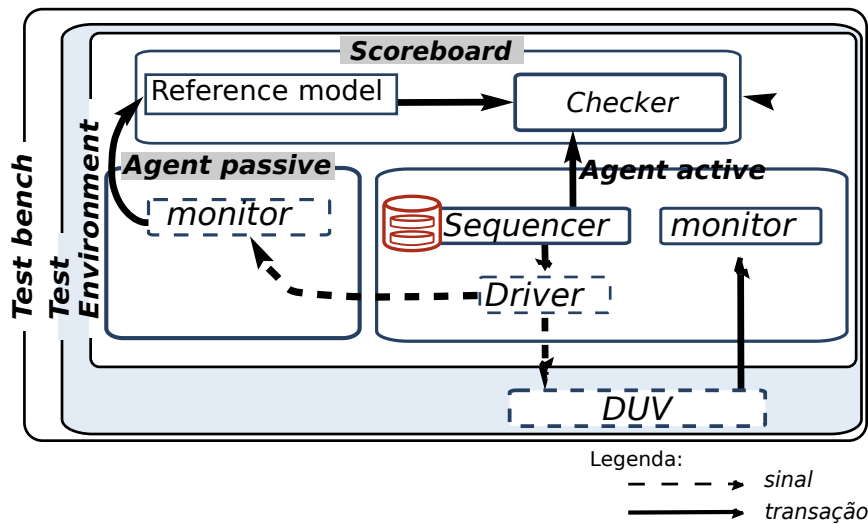 Test bench
Test
Environment
Scoreboard
Reference model
Checker
Agent passive
Agent active
monitor
Sequencer
monitor
Driver
DUV
Legenda:
sinal
transação